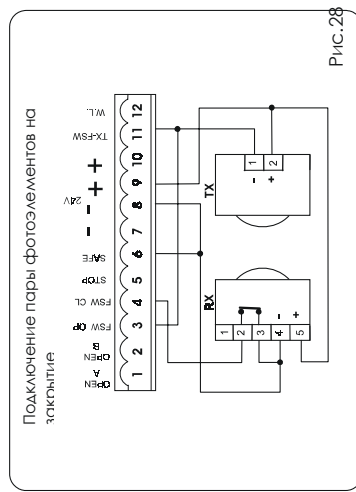 Подключение пары фотоэлементов на
закрытие
OPEN A
OPEN B
FSW OP
FSW CL
STOP
SAFE
-
-
24V
+
+
TX-FSW
W.L.
1 2 3 4 5 6 7 8 9 10 11 12
RX
1 2 3 4 5
-
+
TX
1 2
-
+
Рис.28